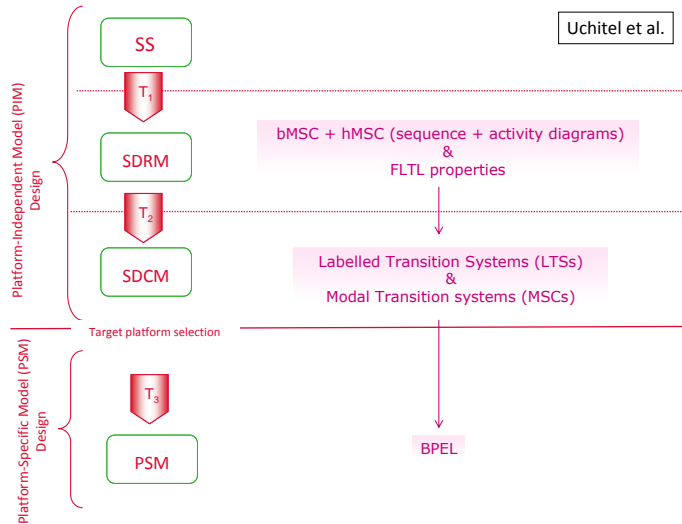 Uchitel et al.
SS
T1
bMSC + hMSC (sequence + activity diagrams)
&
FLTL properties
SDRM
T2
SDCM
Labelled Transition Systems (LTSs)
&
Modal Transition systems (MSCs)
Platform-Independent Model (PIM)
Design
Target platform selection
T3
PSM
BPEL
Platform-Specific Model (PSM)
Design